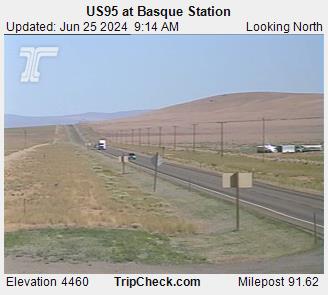 US95 at Basque Station
Updated: Jun 25 2024 9:14 AM Looking North
Elevation 4460 TripCheck.com Milepost 91.62